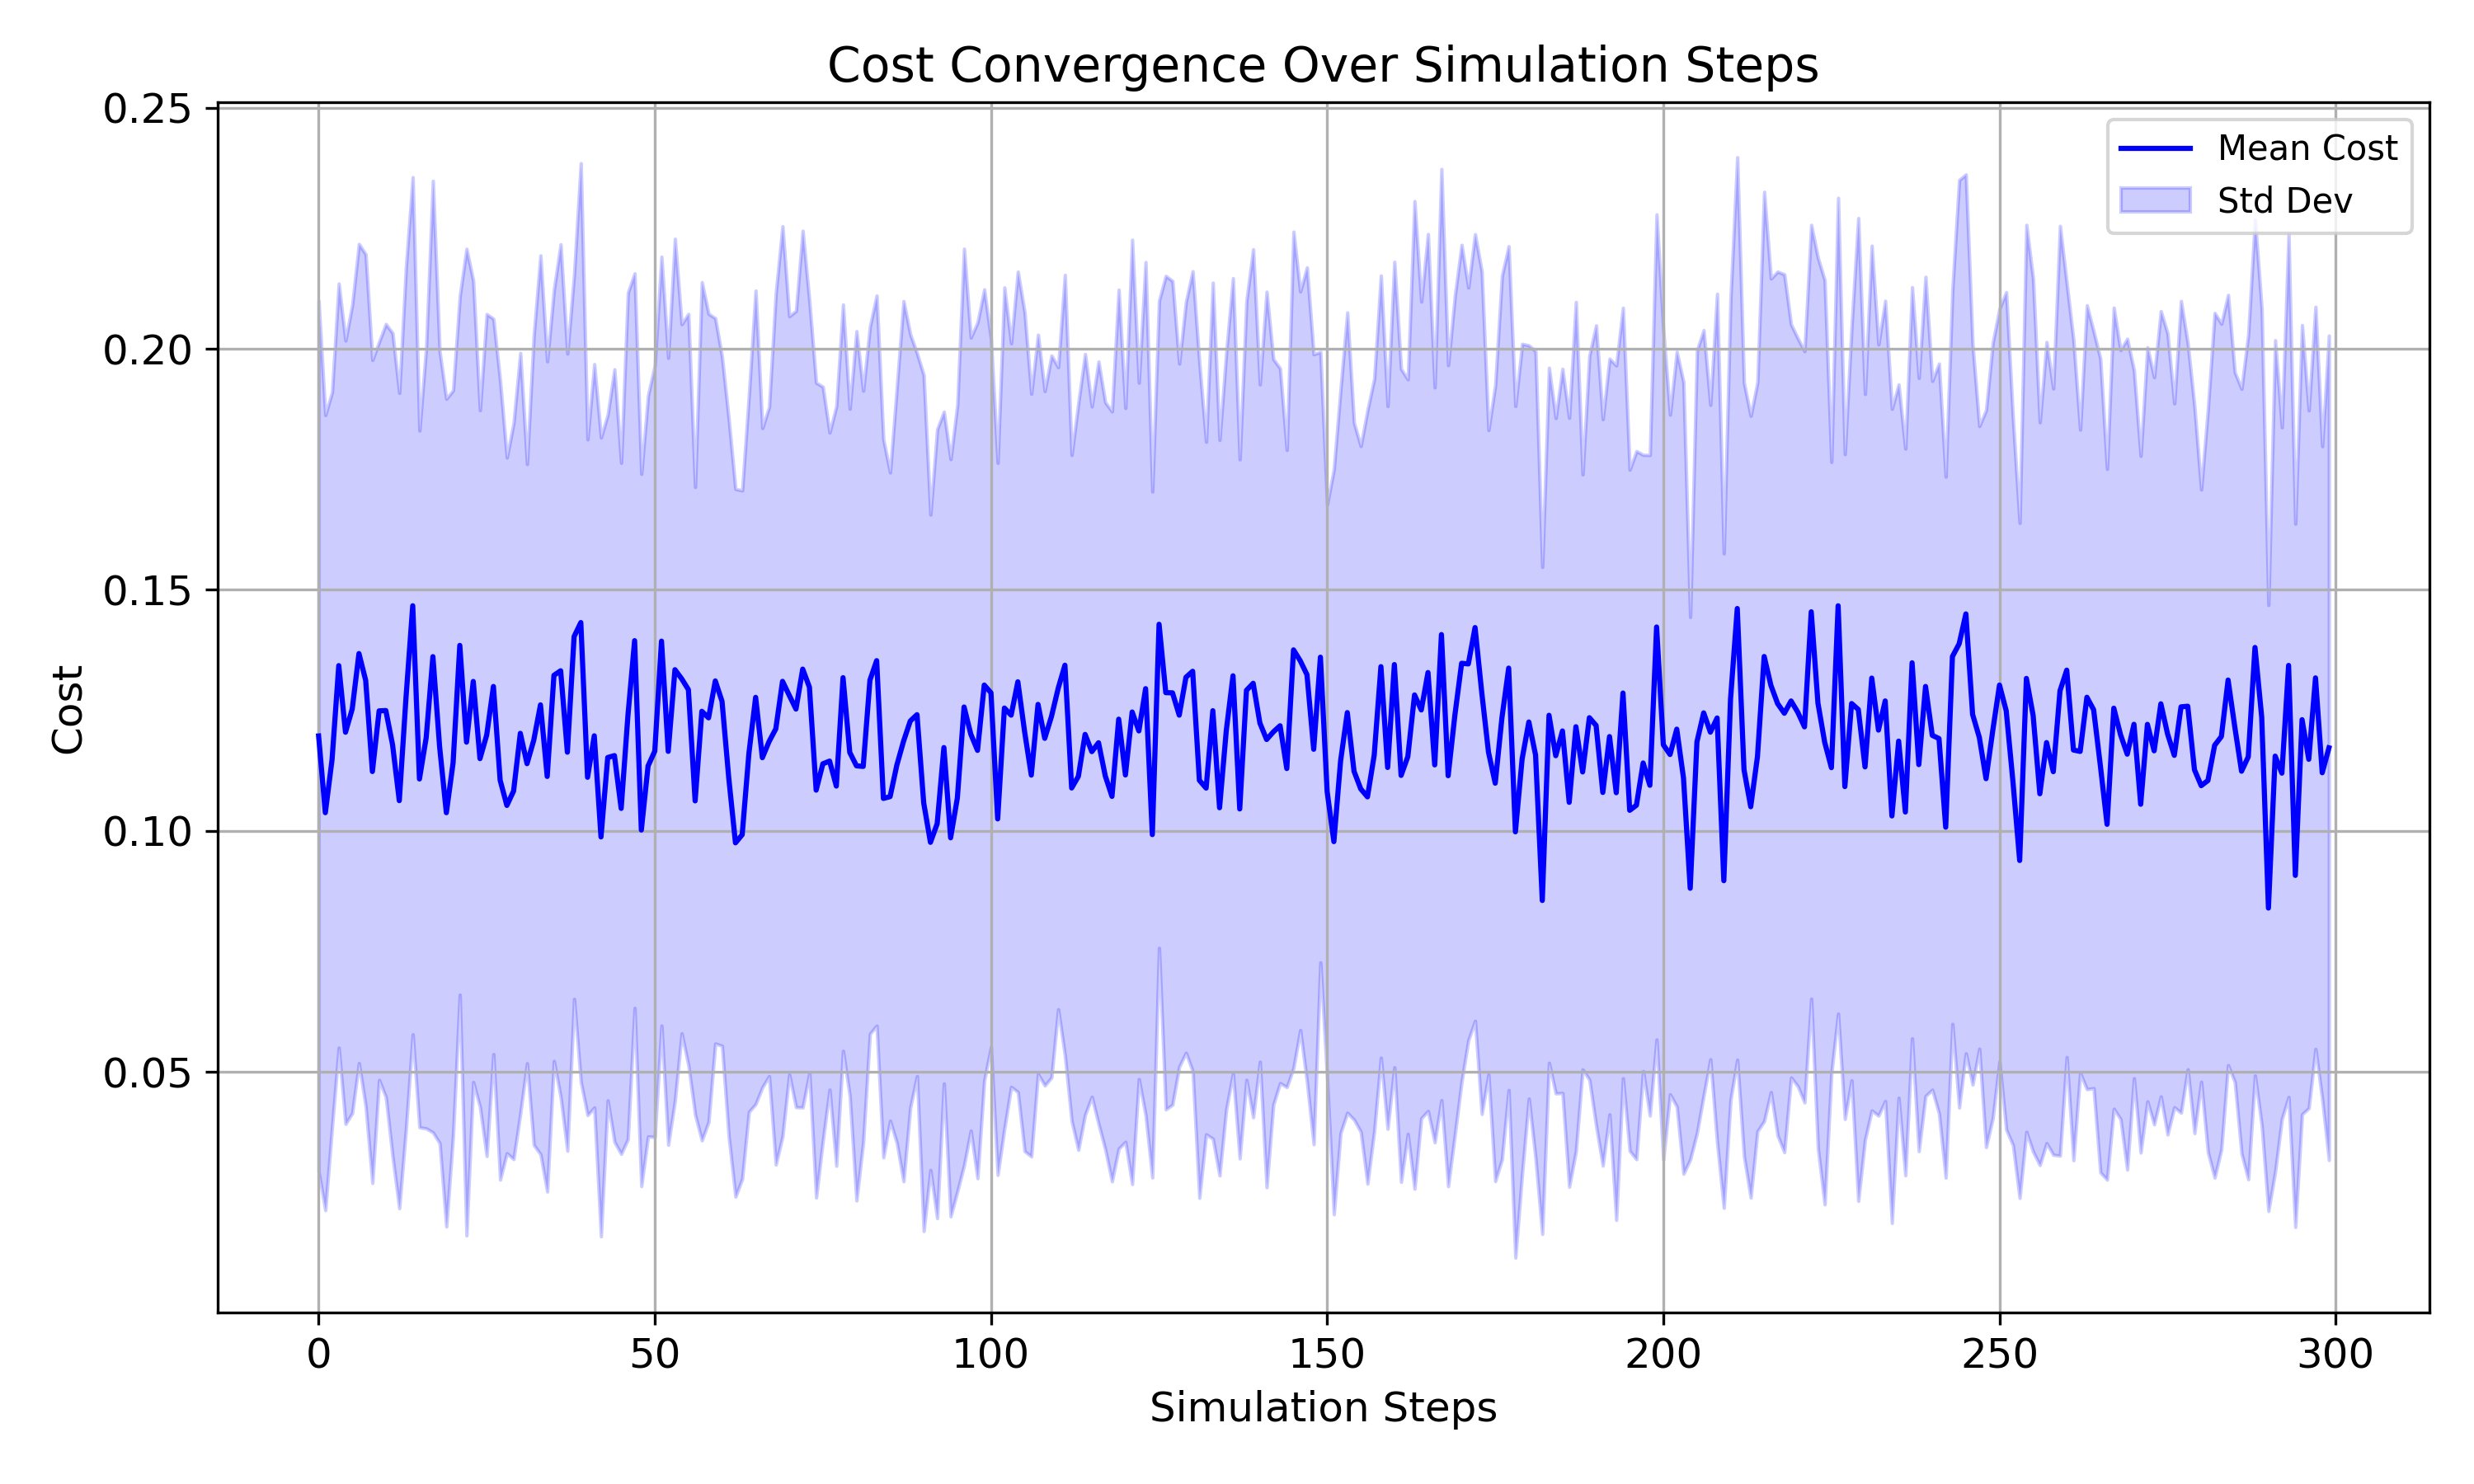 Cost Convergence Over Simulation Steps
0.25
0.20
0.15
0.10
0.05
Cost
Mean Cost
Std Dev
0 50 100 150 200 250 300
Simulation Steps